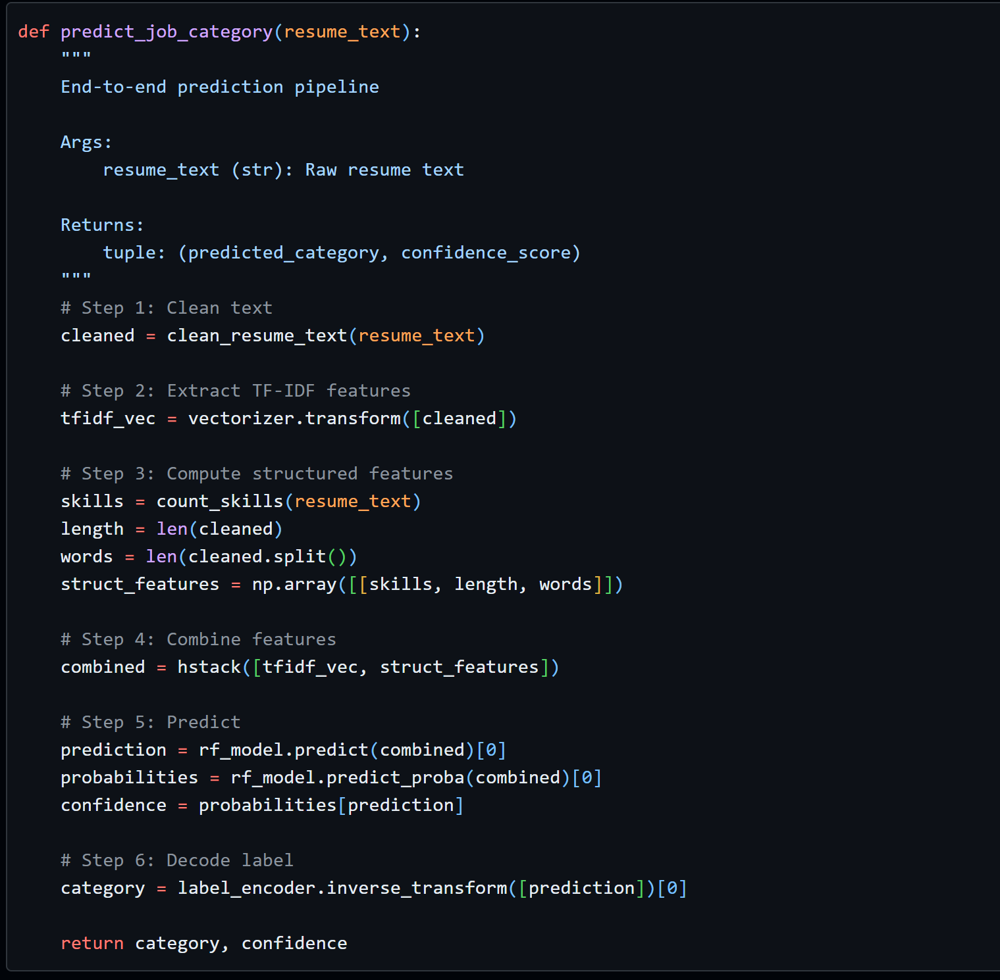 def predict_job_category(resume_text):
    """
    End-to-end prediction pipeline

    Args:
        resume_text (str): Raw resume text

    Returns:
        tuple: (predicted_category, confidence_score)
    """
    # Step 1: Clean text
    cleaned = clean_resume_text(resume_text)

    # Step 2: Extract TF-IDF features
    tfidf_vec = vectorizer.transform([cleaned])

    # Step 3: Compute structured features
    skills = count_skills(resume_text)
    length = len(cleaned)
    words = len(cleaned.split())
    struct_features = np.array([[skills, length, words]])

    # Step 4: Combine features
    combined = hstack([tfidf_vec, struct_features])

    # Step 5: Predict
    prediction = rf_model.predict(combined)[0]
    probabilities = rf_model.predict_proba(combined)[0]
    confidence = probabilities[prediction]

    # Step 6: Decode label
    category = label_encoder.inverse_transform([prediction])[0]

    return category, confidence